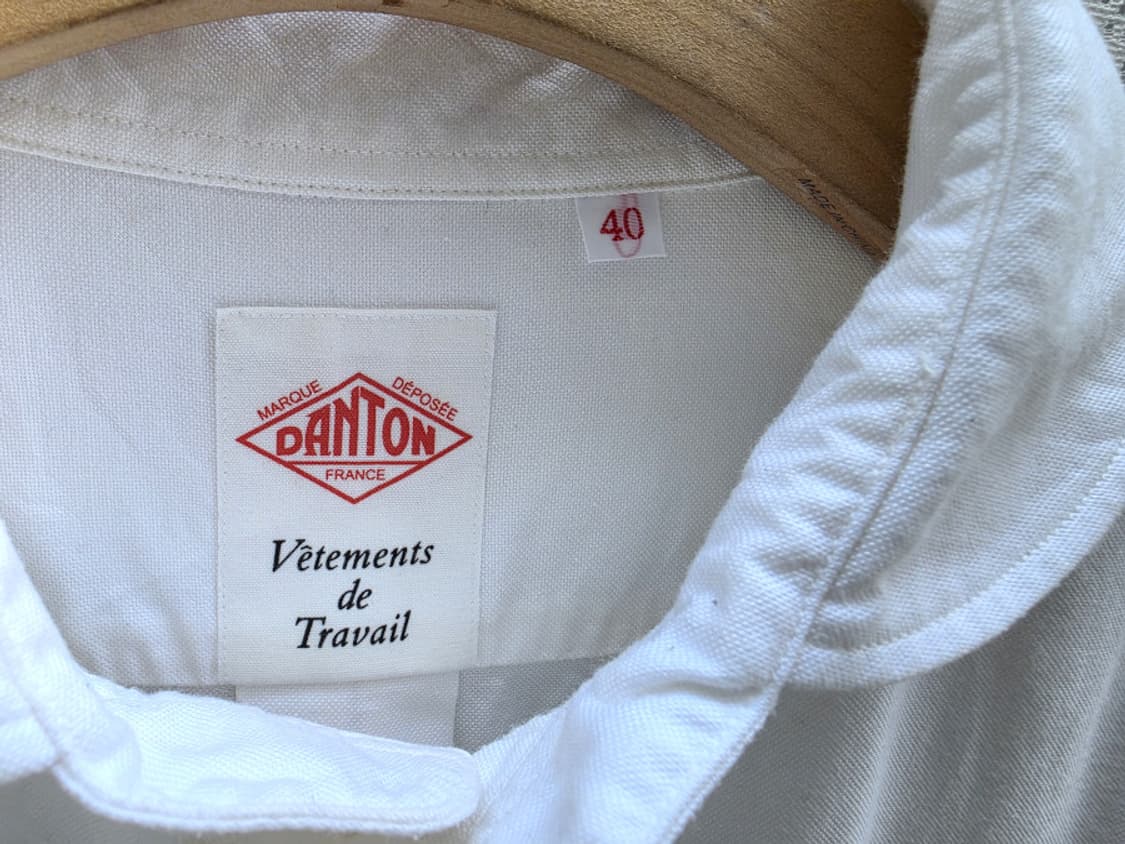 40
MARQUE DÉPOSÉE
DANTON
FRANCE
Vêtements
de
Travail